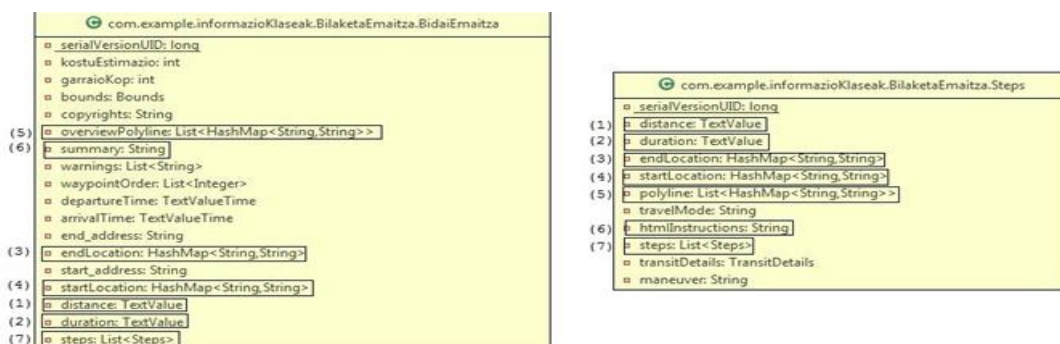 com.example.informazioKlaseak.BilaketaEmaitza.BidaiEmaitza
serialVersionUID: long
kostuEstimazio: int
garraioKop: int
bounds: Bounds
copyrights: String
(5) overviewPolyline: List<HashMap<String,String>>
(6) summary: String
warnings: List<String>
waypointOrder: List<Integer>
departureTime: TextValueTime
arrivalTime: TextValueTime
end_address: String
(3) endLocation: HashMap<String,String>
start_address: String
(4) startLocation: HashMap<String,String>
(1) distance: TextValue
(2) duration: TextValue
(7) steps: List<Steps>
com.example.informazioKlaseak.BilaketaEmaitza.Steps
serialVersionUID: long
(1) distance: TextValue
(2) duration: TextValue
(3) endLocation: HashMap<String,String>
(4) startLocation: HashMap<String,String>
(5) polyline: List<HashMap<String,String>>
travelMode: String
(6) htmlInstructions: String
(7) steps: List<Steps>
transitDetails: TransitDetails
maneuver: String